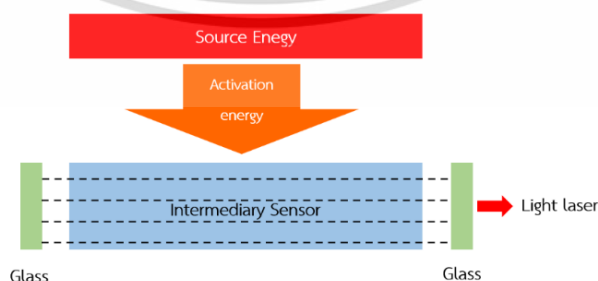 Source Enegy
Activation
energy
Intermediary Sensor
Light laser
Glass
Glass